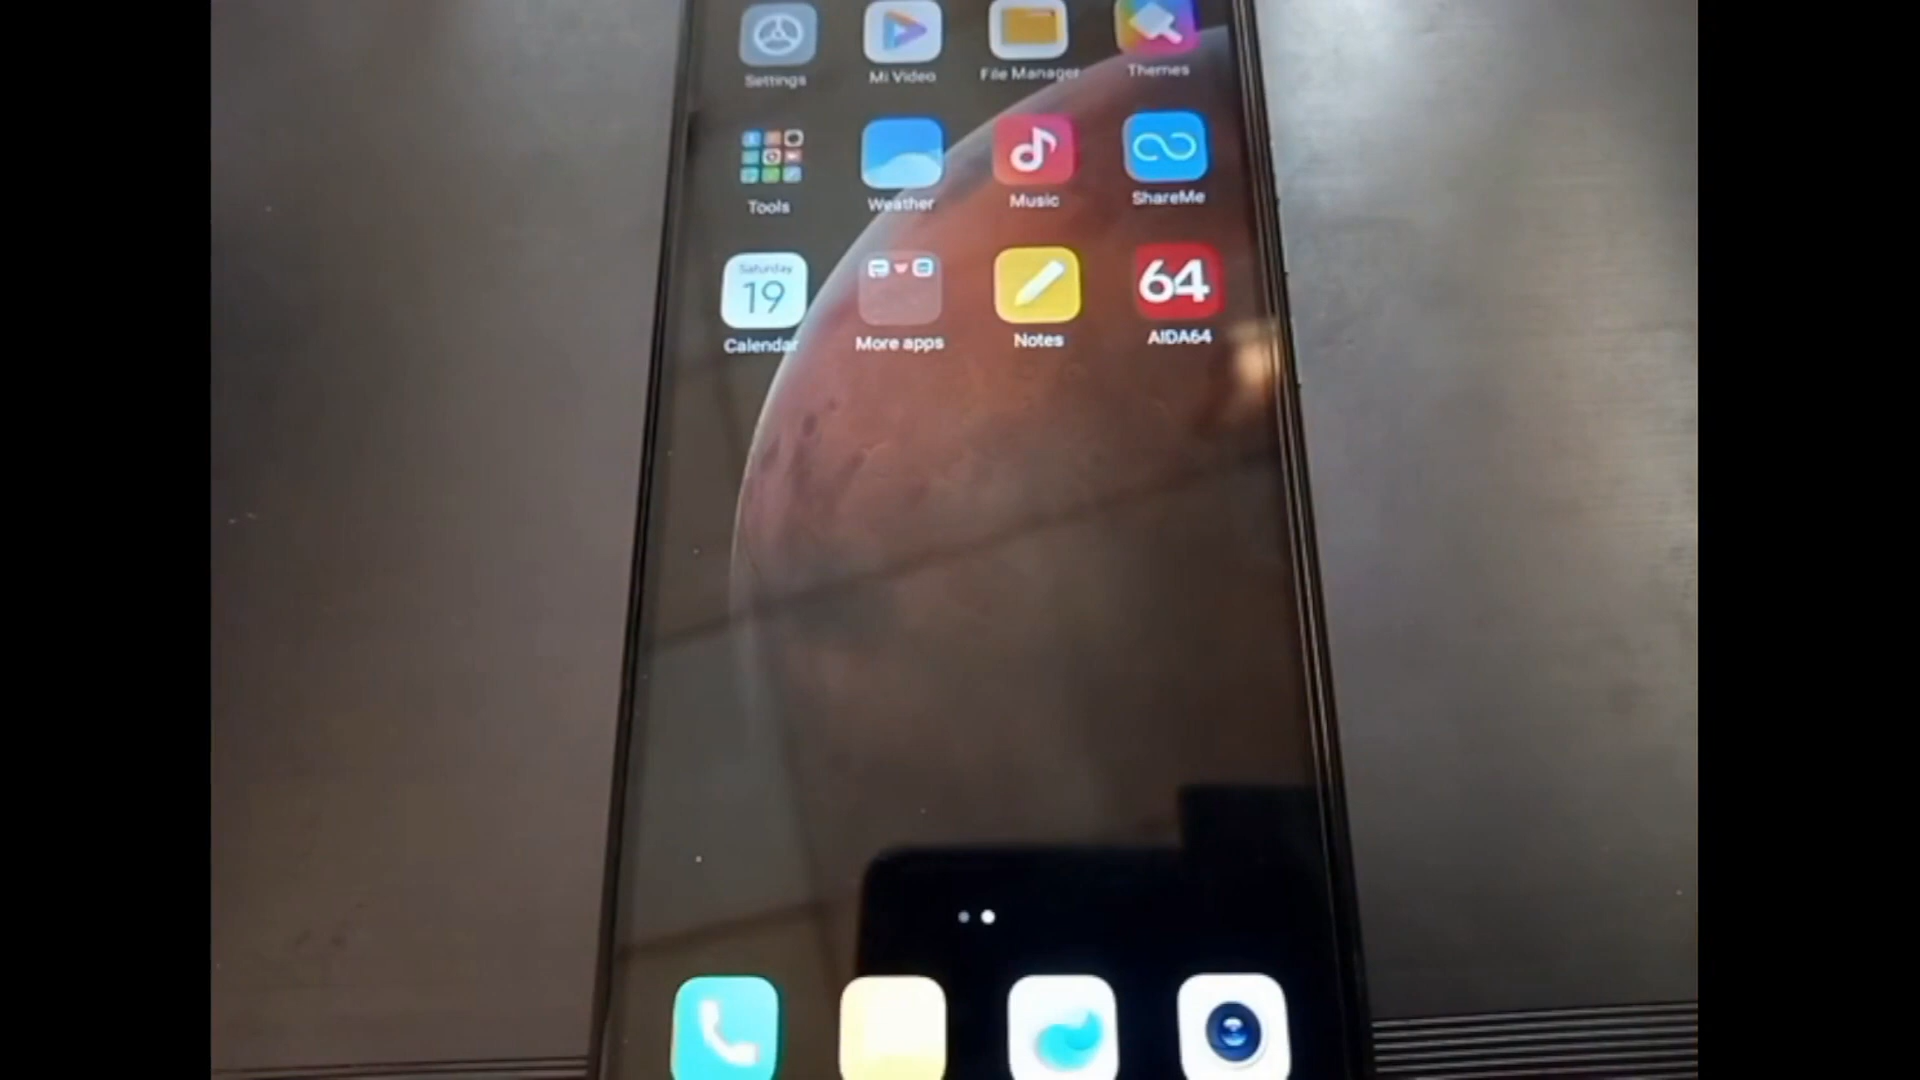 Settings Mi Video File Manager Themes
Tools Weather Music ShareMe
Saturday
19
64
Calendar More apps Notes AIDA64